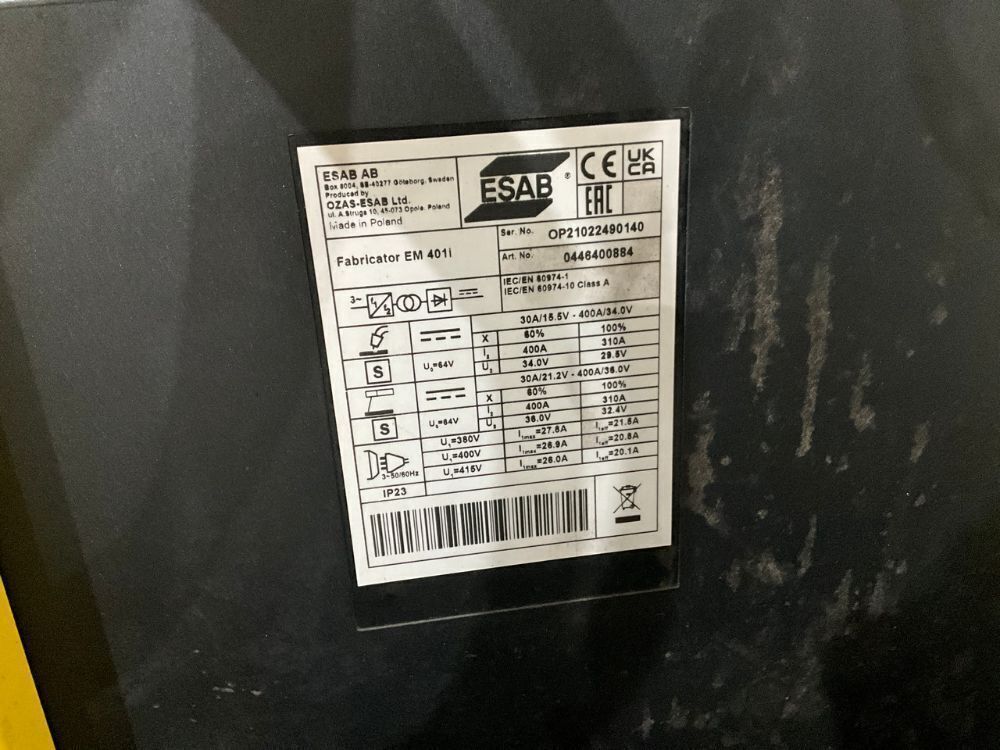 ESAB AB
Box 8004, SE-40277 Göteborg, Sweden
Produced by
OZAS-ESAB Ltd.
ul. A.Struga 10, 45-073 Opole, Poland
Made in Poland
ESAB ®
CE
UK
CA
EAC
Fabricator EM 401i
Ser. No. OP21022490140
Art. No. 0446400884
IEC/EN 60974-1
IEC/EN 60974-10 Class A
3~
30A/15.5V - 400A/34.0V
X 60% 100%
I₂ 400A 310A
S U₀=64V U₂ 34.0V 29.5V
30A/21.2V - 400A/36.0V
X 60% 100%
I₂ 400A 310A
S U₀=64V U₂ 36.0V 32.4V
U₁=380V I₁max=27.8A I₁eff=21.5A
U₁=400V I₁max=26.9A I₁eff=20.8A
3~50/60Hz U₁=415V I₁max=26.0A I₁eff=20.1A
IP23